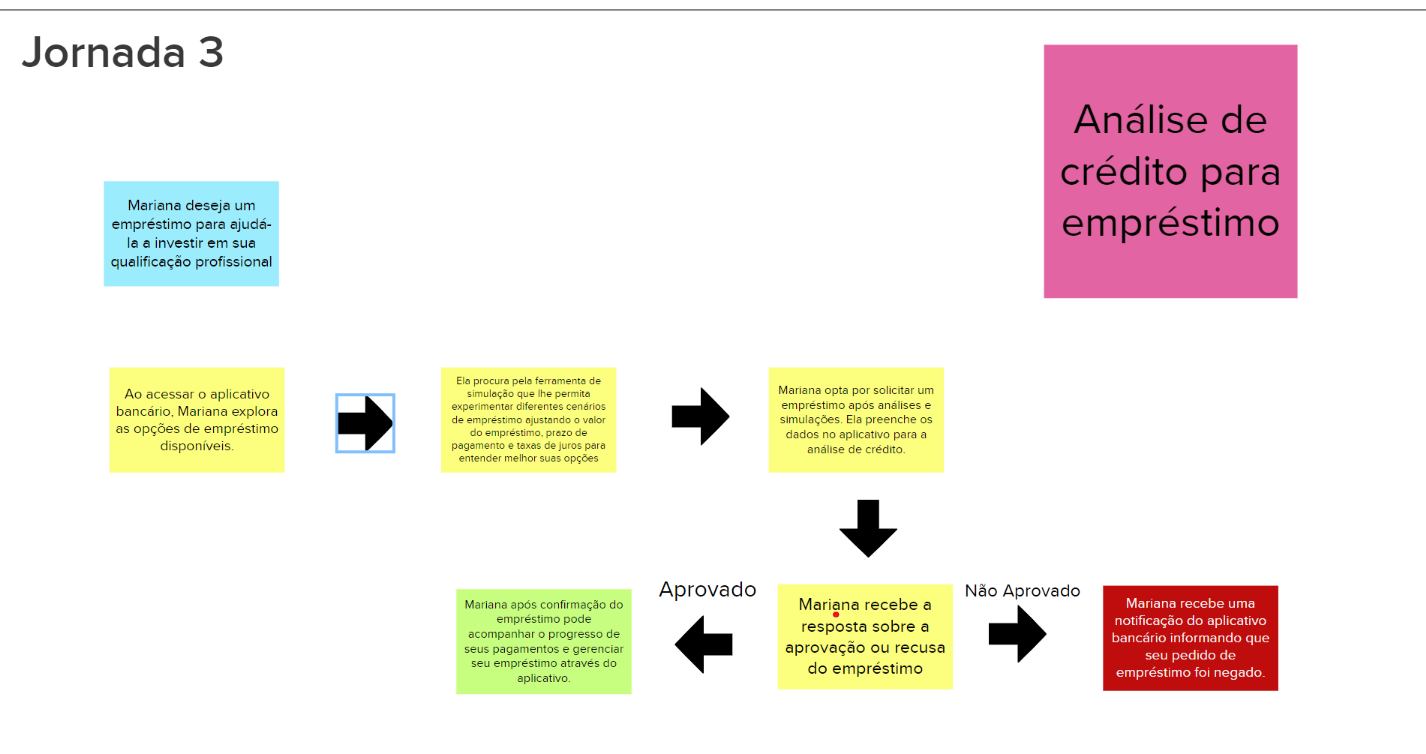 Jornada 3
Análise de
crédito para
empréstimo
Mariana deseja um
empréstimo para ajudá-
la a investir em sua
qualificação profissional
Ao acessar o aplicativo
bancário, Mariana explora
as opções de empréstimo
disponíveis.
Ela procura pela ferramenta de
simulação que lhe permita
experimentar diferentes cenários
de empréstimo ajustando o valor
do empréstimo, prazo de
pagamento e taxas de juros para
entender melhor suas opções
Mariana opta por solicitar um
empréstimo após análises e
simulações. Ela preenche os
dados no aplicativo para a
análise de crédito.
Mariana após confirmação do
empréstimo pode
acompanhar o progresso de
seus pagamentos e gerenciar
seu empréstimo através do
aplicativo.
Aprovado
Mariana recebe a
resposta sobre a
aprovação ou recusa
do empréstimo
Não Aprovado
Mariana recebe uma
notificação do aplicativo
bancário informando que
seu pedido de
empréstimo foi negado.